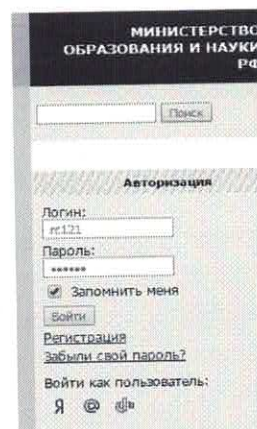 МИНИСТЕРСТВО
ОБРАЗОВАНИЯ И НАУКИ
РФ
Поиск
Авторизация
Логин:
rc121
Пароль:
••••••
Запомнить меня
Войти
Регистрация
Забыли свой пароль?
Войти как пользователь:
Я @